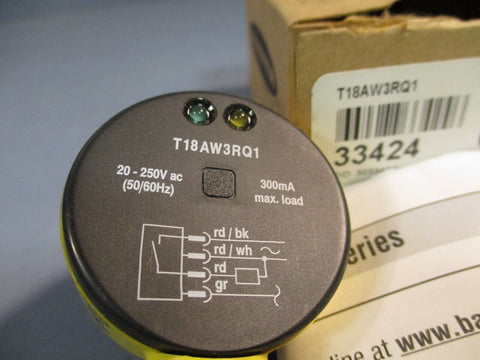 T18AW3RQ1
20 - 250V ac
(50/60Hz)
300mA
max. load
rd / bk
rd / wh
rd
gr
T18AW3RQ1
33424
eries
line at www.ba